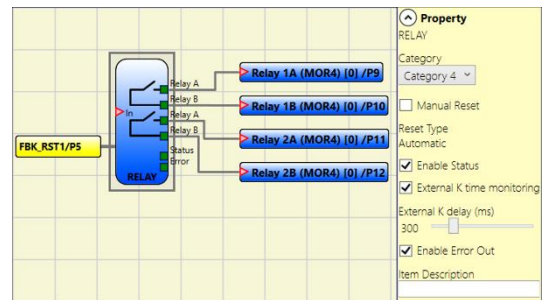 FBK_RST1/P5
In
RELAY
Relay A
Relay B
Relay A
Relay B
Status
Error
Relay 1A (MOR4) [0] /P9
Relay 1B (MOR4) [0] /P10
Relay 2A (MOR4) [0] /P11
Relay 2B (MOR4) [0] /P12
Property
RELAY
Category
Category 4
Manual Reset
Reset Type
Automatic
Enable Status
External K time monitoring
External K delay (ms)
300
Enable Error Out
Item Description